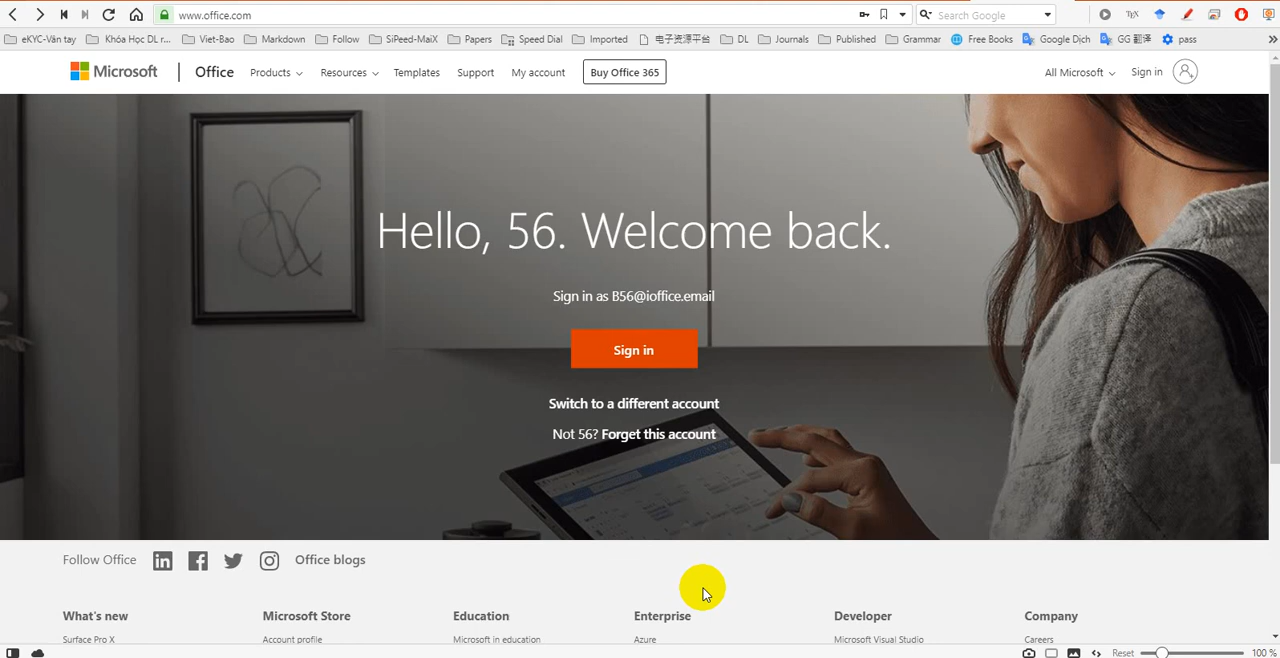 www.office.com
Search Google
eKYC-Vân tay
Khóa Học DL r...
Viet-Bao
Markdown
Follow
SiPeed-MaiX
Papers
Speed Dial
Imported
电子资源平台
DL
Journals
Published
Grammar
Free Books
Google Dịch
GG 翻译
pass
Microsoft
Office
Products
Resources
Templates
Support
My account
Buy Office 365
All Microsoft
Sign in
Hello, 56. Welcome back.
Sign in as B56@ioffice.email
Sign in
Switch to a different account
Not 56? Forget this account
Follow Office
Office blogs
What's new
Microsoft Store
Education
Enterprise
Developer
Company
Surface Pro X
Account profile
Microsoft in education
Azure
Microsoft Visual Studio
Careers
Reset
100 %